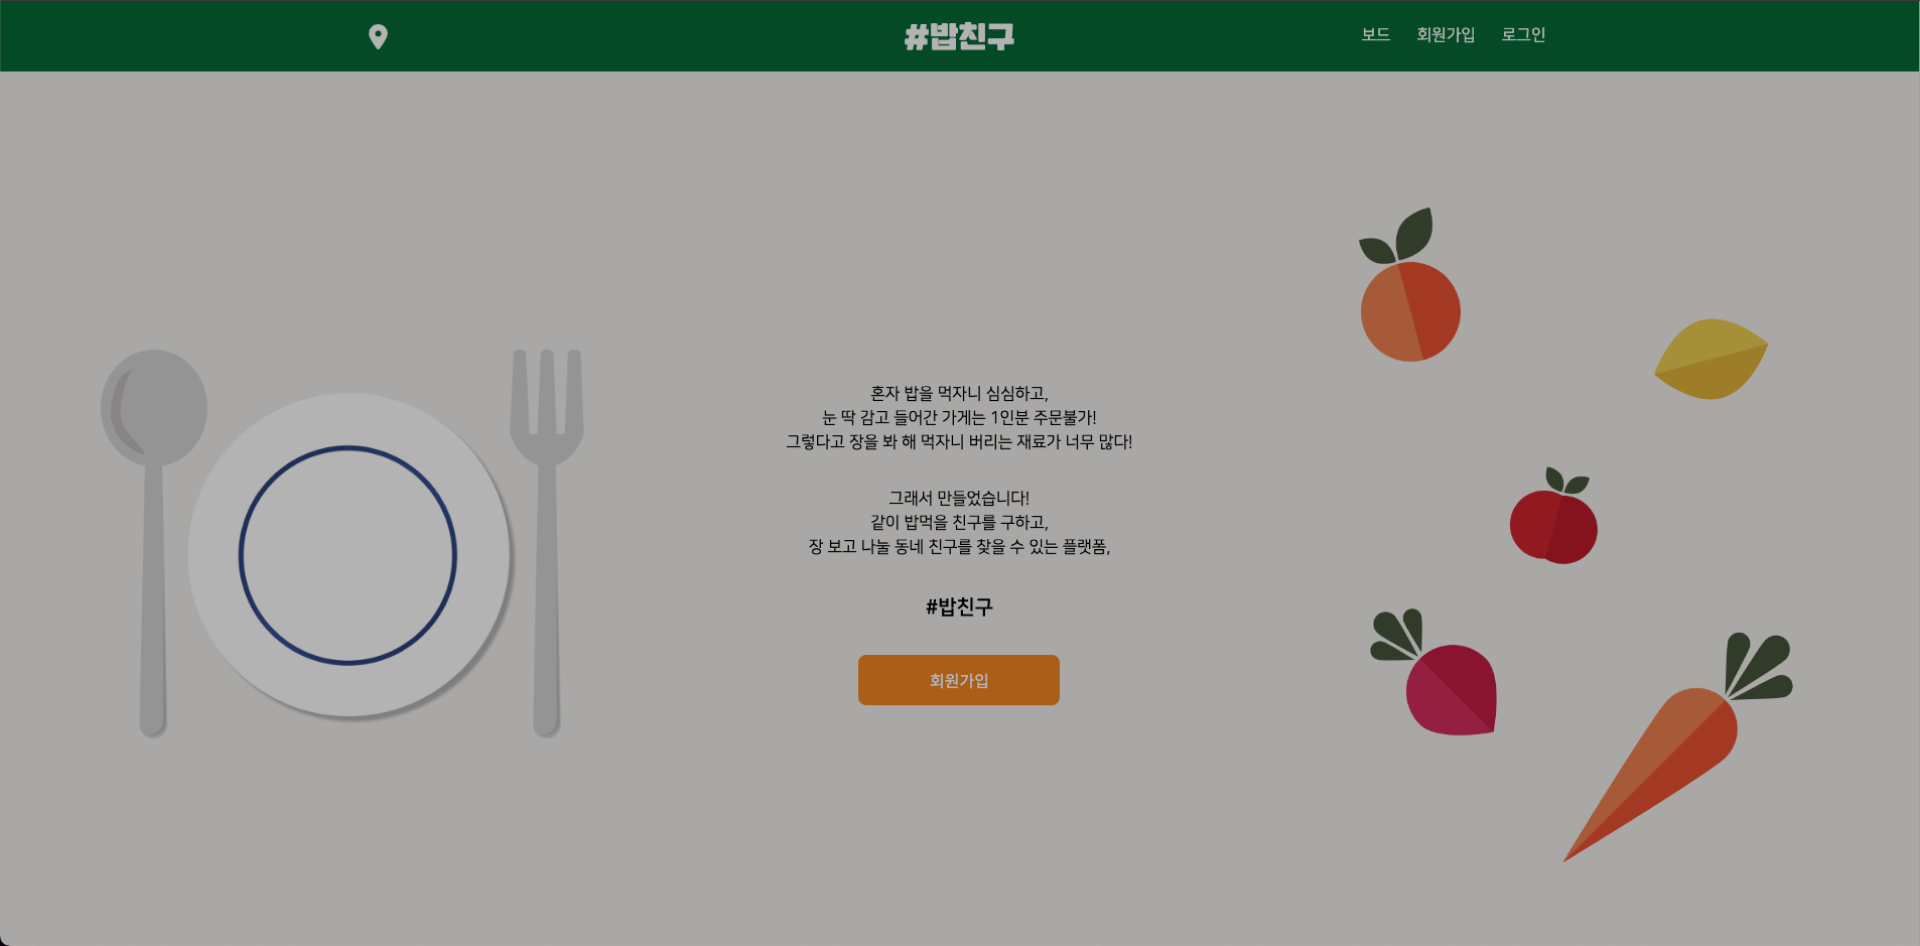 #밥친구
보드 회원가입 로그인
혼자 밥을 먹자니 심심하고,
눈 딱 감고 들어간 가게는 1인분 주문불가!
그렇다고 장을 봐 해 먹자니 버리는 재료가 너무 많다!
그래서 만들었습니다!
같이 밥먹을 친구를 구하고,
장 보고 나눌 동네 친구를 찾을 수 있는 플랫폼,
#밥친구
회원가입